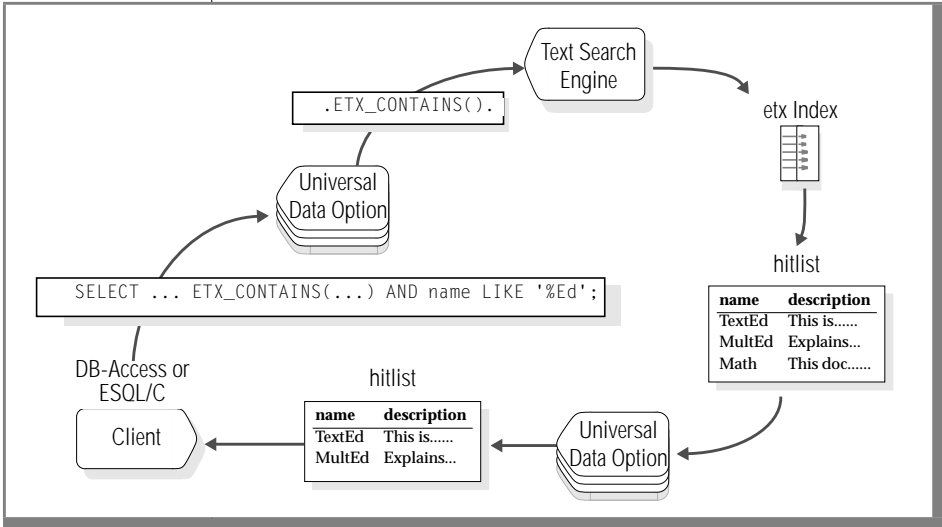 Text Search
Engine
.ETX_CONTAINS().
etx Index
Universal
Data Option
hitlist
SELECT ... ETX_CONTAINS(...) AND name LIKE '%Ed';
name description
TextEd This is......
MultEd Explains...
Math This doc......
DB-Access or
ESQL/C
Client
hitlist
name description
TextEd This is......
MultEd Explains...
Universal
Data Option